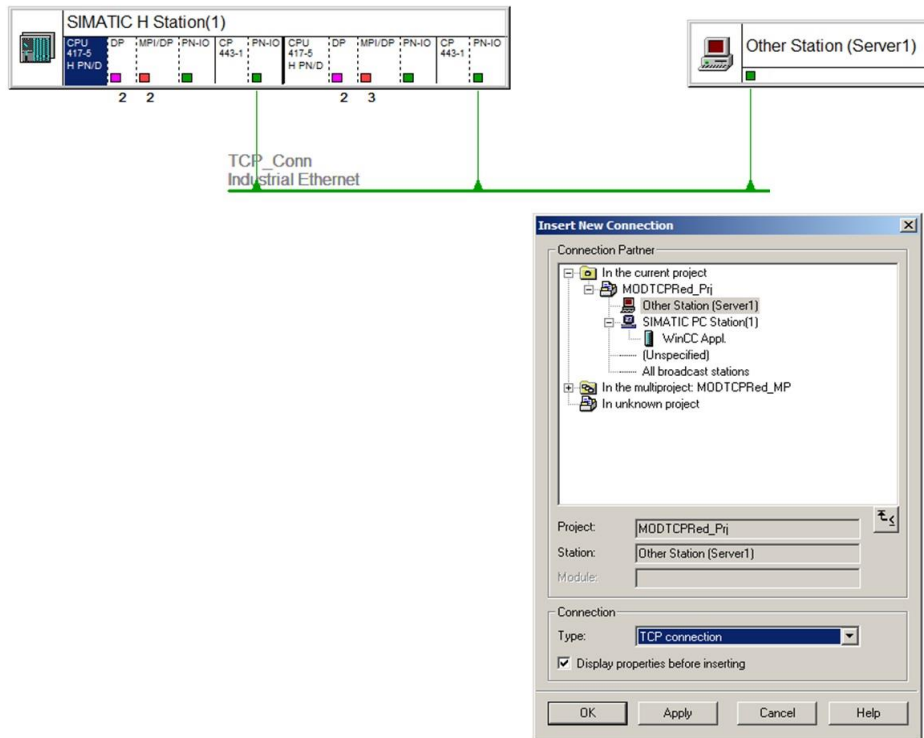 SIMATIC H Station(1)
CPU 417-5 H PN/D DP MPI/DP PN-IO CP 443-1 PN-IO CPU 417-5 H PN/D DP MPI/DP PN-IO CP 443-1 PN-IO
2 2 2 3
Other Station (Server1)
TCP_Conn
Industrial Ethernet
Insert New Connection
Connection Partner
In the current project
MODTCPRed_Prj
Other Station (Server1)
SIMATIC PC Station(1)
WinCC Appl.
(Unspecified)
All broadcast stations
In the multiproject: MODTCPRed_MP
In unknown project
Project: MODTCPRed_Prj
Station: Other Station (Server1)
Module:
Connection
Type: TCP connection
Display properties before inserting
OK Apply Cancel Help